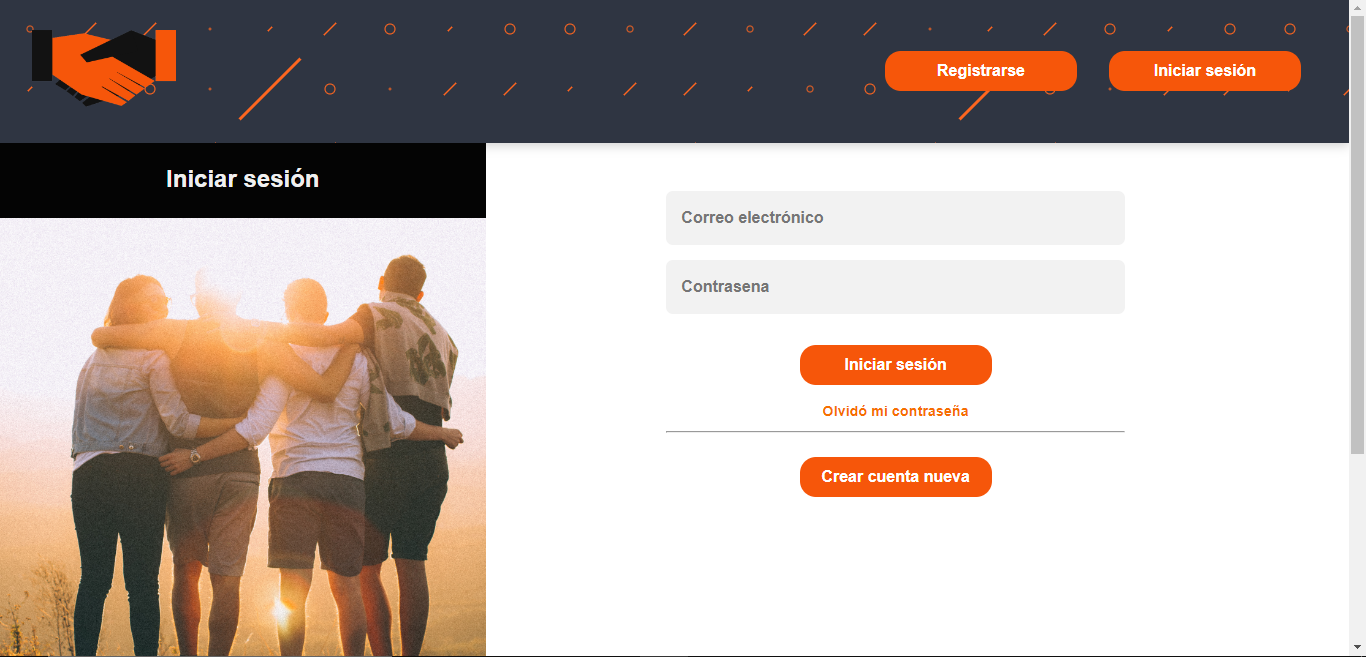 Registrarse
Iniciar sesión
Iniciar sesión
Correo electrónico
Contrasena
Iniciar sesión
Olvidó mi contraseña
Crear cuenta nueva